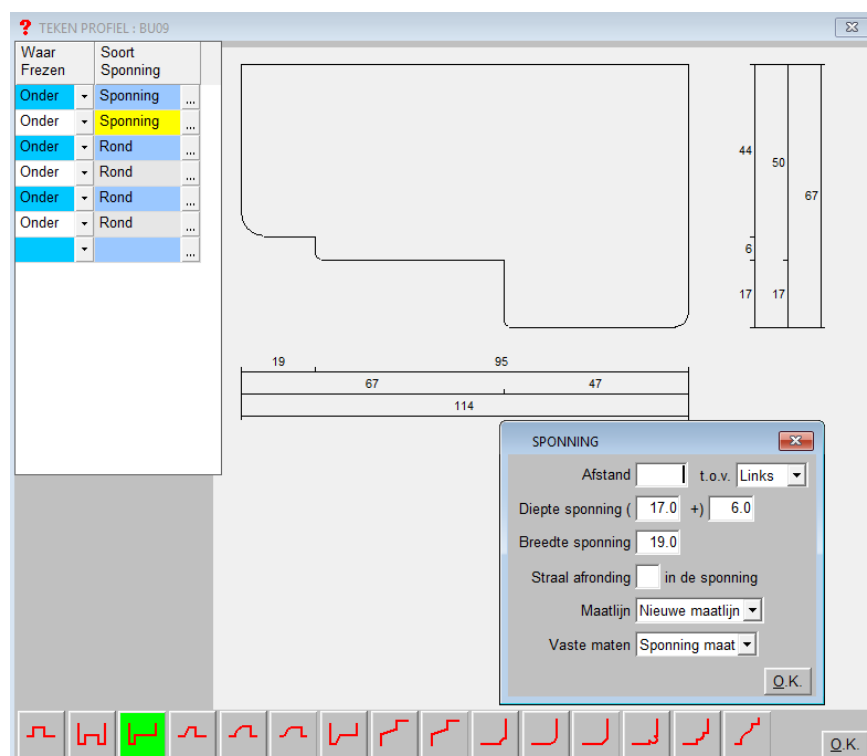 ? TEKEN PROFIEL : BU09
Waar Frezen
Soort Sponning
Onder Sponning ...
Onder Sponning ...
Onder Rond ...
Onder Rond ...
Onder Rond ...
Onder Rond ...
...
44
50
67
6
17 17
19 95
67 47
114
SPONNING
Afstand t.o.v. Links
Diepte sponning ( 17.0 +) 6.0
Breedte sponning 19.0
Straal afronding in de sponning
Maatlijn Nieuwe maatlijn
Vaste maten Sponning maat
O.K.
O.K.